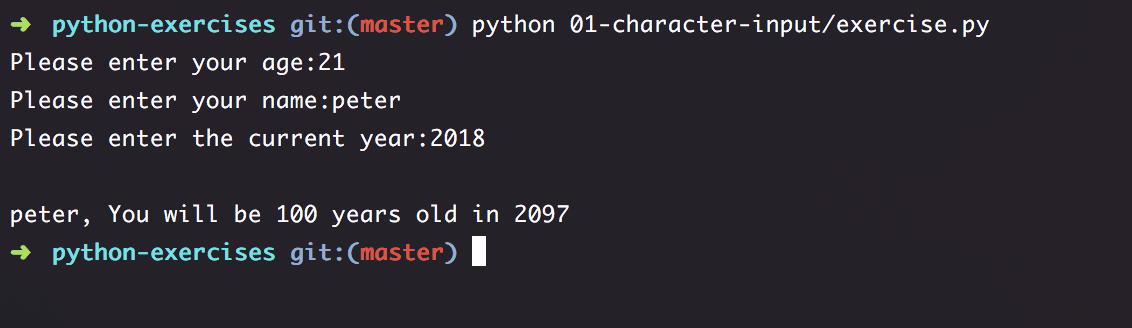 ➜ python-exercises git:(master) python 01-character-input/exercise.py
Please enter your age:21
Please enter your name:peter
Please enter the current year:2018
peter, You will be 100 years old in 2097
➜ python-exercises git:(master)